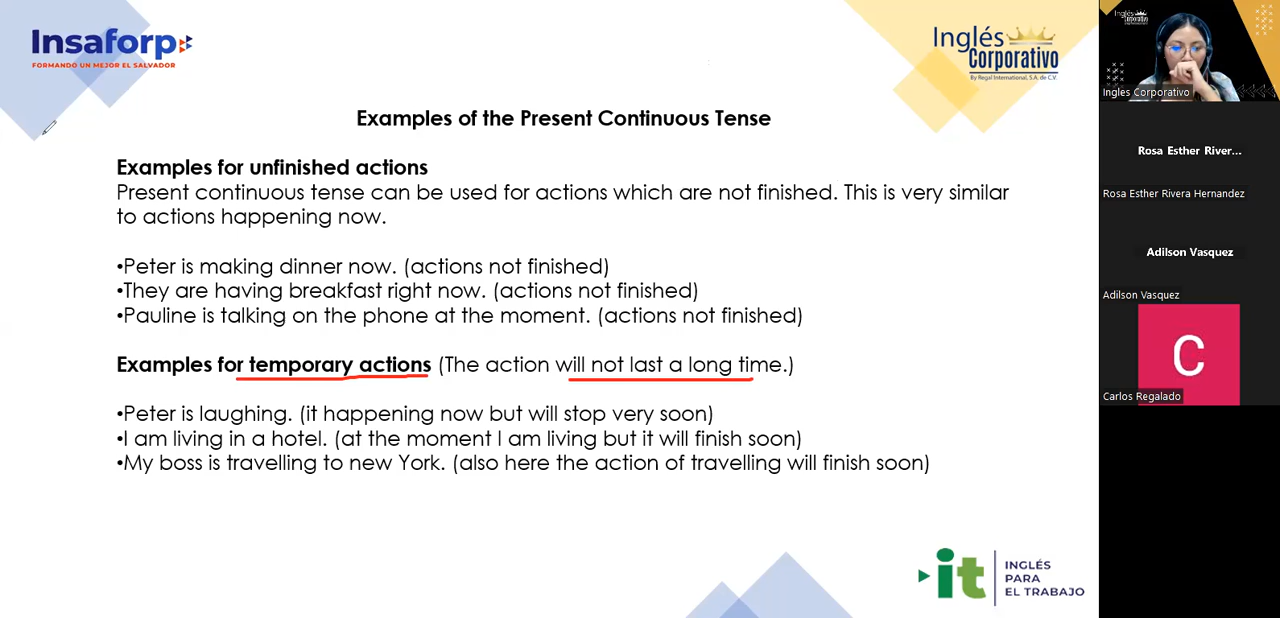 Insaforp
FORMANDO UN MEJOR EL SALVADOR
Inglés
Corporativo
By Regal International, S.A. de C.V.
Examples of the Present Continuous Tense
Examples for unfinished actions
Present continuous tense can be used for actions which are not finished. This is very similar
to actions happening now.
•Peter is making dinner now. (actions not finished)
•They are having breakfast right now. (actions not finished)
•Pauline is talking on the phone at the moment. (actions not finished)
Examples for temporary actions (The action will not last a long time.)
•Peter is laughing. (it happening now but will stop very soon)
•I am living in a hotel. (at the moment I am living but it will finish soon)
•My boss is travelling to new York. (also here the action of travelling will finish soon)
it
INGLÉS
PARA
EL TRABAJO
Inglés
Corporativo
Ingles Corporativo
Rosa Esther River...
Rosa Esther Rivera Hernandez
Adilson Vasquez
Adilson Vasquez
C
Carlos Regalado